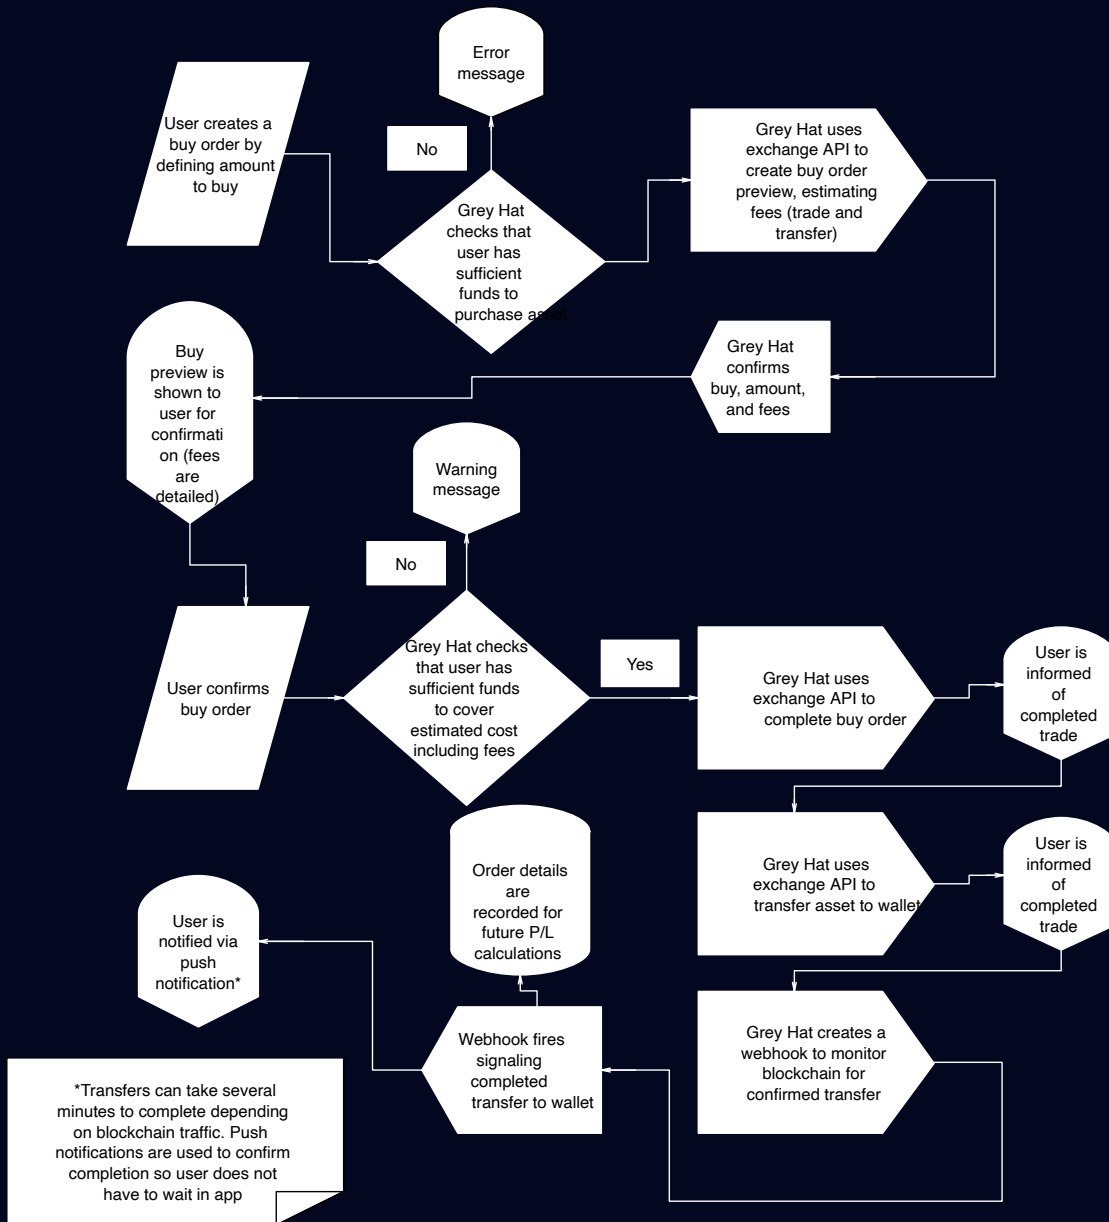 Error
message
User creates a
buy order by
defining amount
to buy
No
Grey Hat
checks that
user has
sufficient
funds to
purchase asset
Grey Hat uses
exchange API to
create buy order
preview, estimating
fees (trade and
transfer)
Grey Hat
confirms
buy, amount,
and fees
Buy
preview is
shown to
user for
confirmati
on (fees
are
detailed)
Warning
message
No
User confirms
buy order
Grey Hat checks
that user has
sufficient funds
to cover
estimated cost
including fees
Yes
Grey Hat uses
exchange API to
complete buy order
User is
informed
of
completed
trade
Grey Hat uses
exchange API to
transfer asset to wallet
User is
informed
of
completed
trade
Grey Hat creates a
webhook to monitor
blockchain for
confirmed transfer
Webhook fires
signaling
completed
transfer to wallet
Order details
are
recorded for
future P/L
calculations
User is
notified via
push
notification*
*Transfers can take several
minutes to complete depending
on blockchain traffic. Push
notifications are used to confirm
completion so user does not
have to wait in app